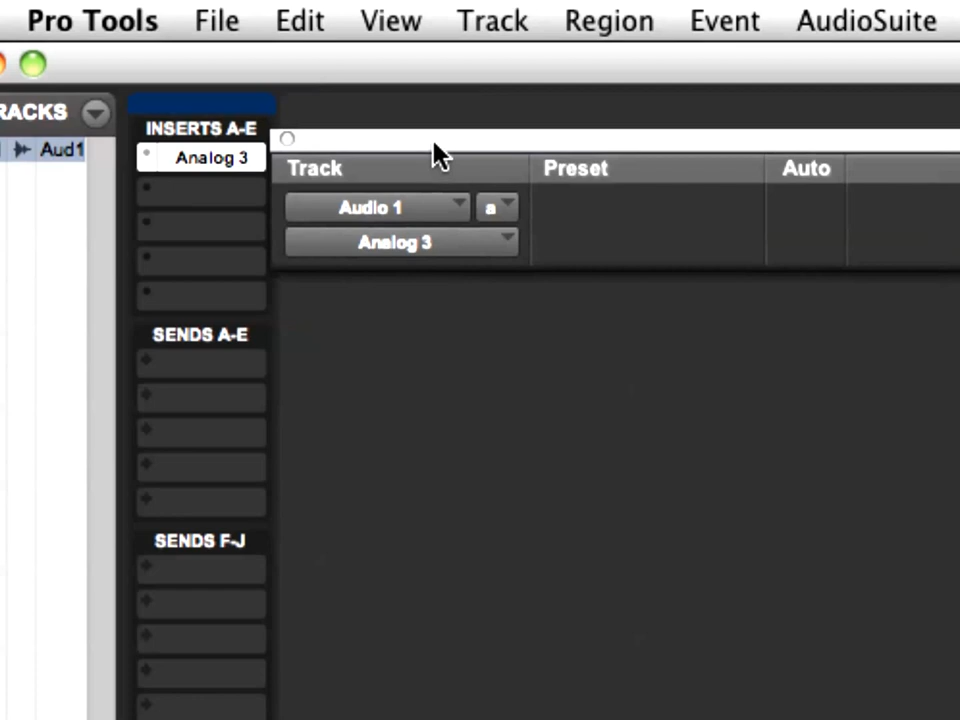 Pro Tools File Edit View Track Region Event AudioSuite
RACKS
Aud1
INSERTS A-E
Analog 3
Track Preset Auto
Audio 1 a
Analog 3
SENDS A-E
SENDS F-J